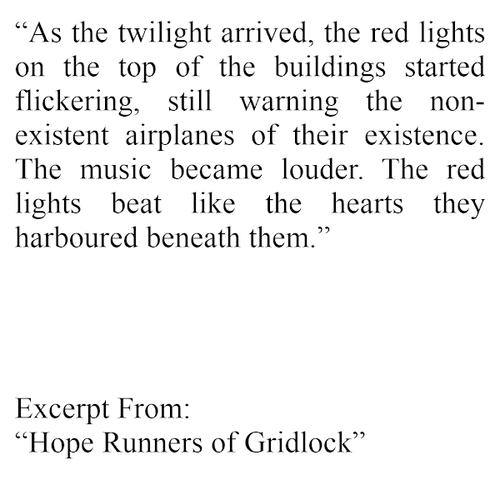 “As the twilight arrived, the red lights
on the top of the buildings started
flickering, still warning the non-
existent airplanes of their existence.
The music became louder. The red
lights beat like the hearts they
harboured beneath them.”
Excerpt From:
“Hope Runners of Gridlock”